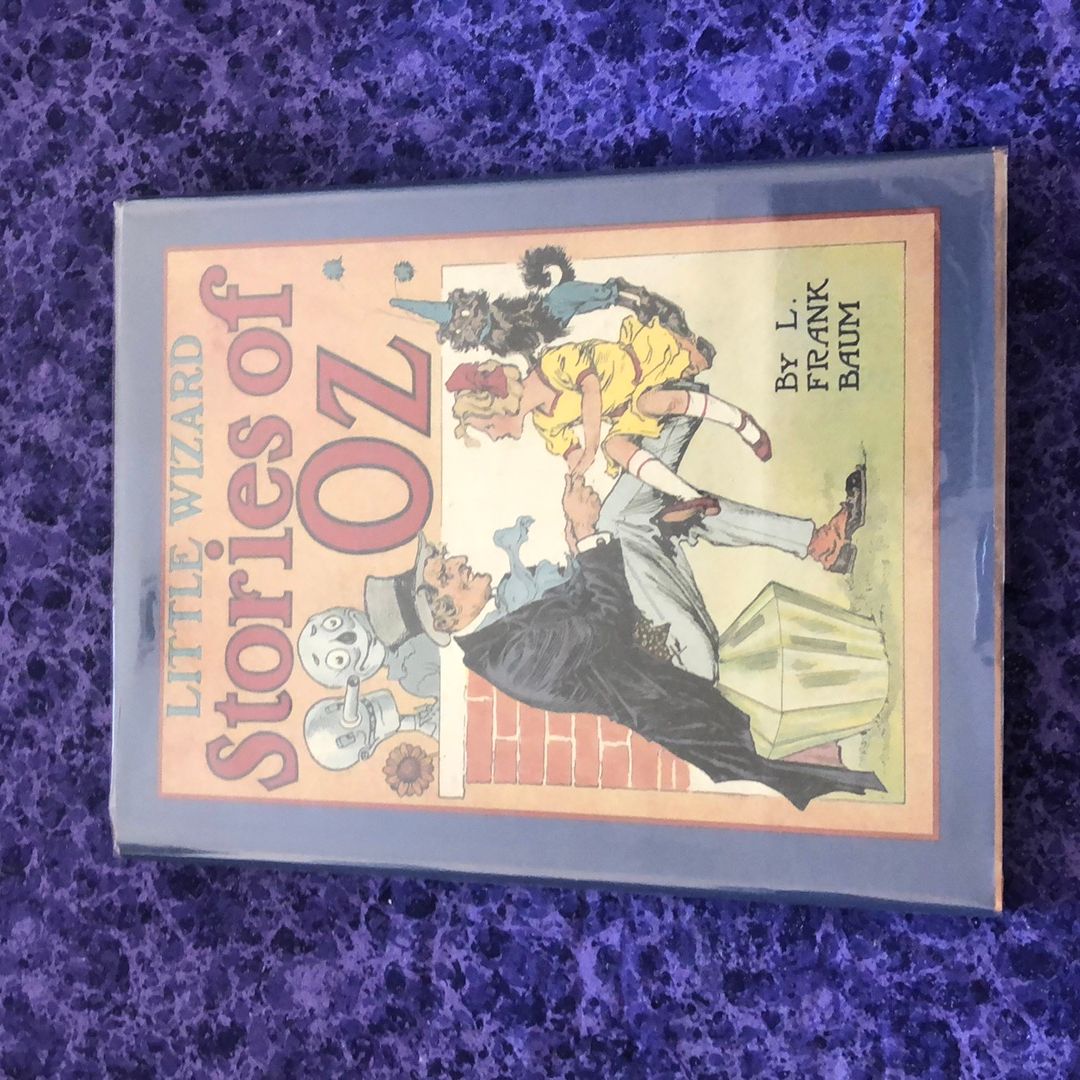 LITTLE WIZARD
Stories of
OZ
By L.
FRANK
BAUM